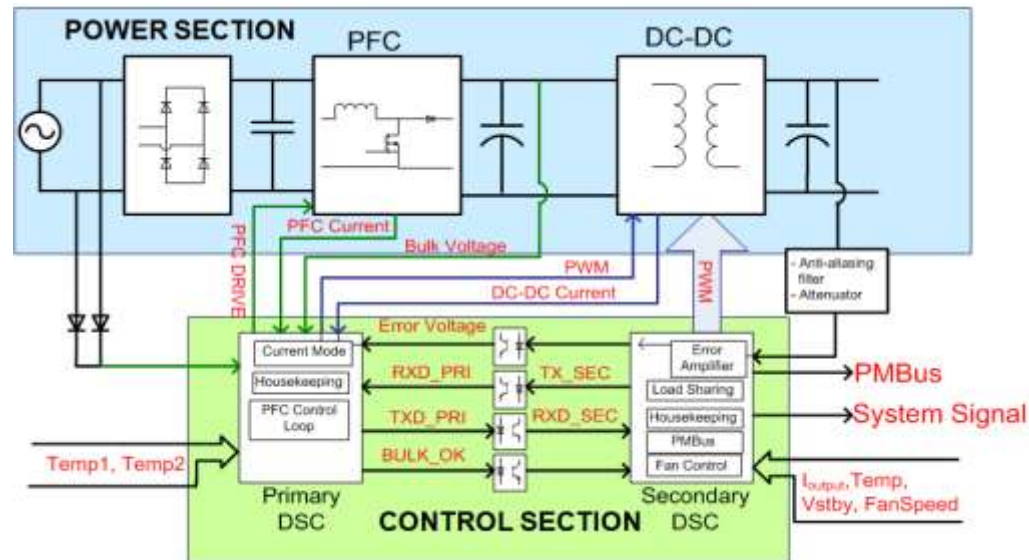 POWER SECTION
PFC
DC-DC
PFC DRIVE
PFC Current
Bulk Voltage
PWM
DC-DC Current
PWM
- Anti-aliasing
filter
- Attenuator
Error Voltage
Current Mode
Error
Amplifier
Housekeeping
RXD_PRI
TX_SEC
Load Sharing
PMBus
PFC Control
Loop
TXD_PRI
RXD_SEC
Housekeeping
System Signal
PMBus
Temp1, Temp2
BULK_OK
Fan Control
Ioutput,Temp,
Vstby, FanSpeed
Primary
DSC
CONTROL SECTION
Secondary
DSC